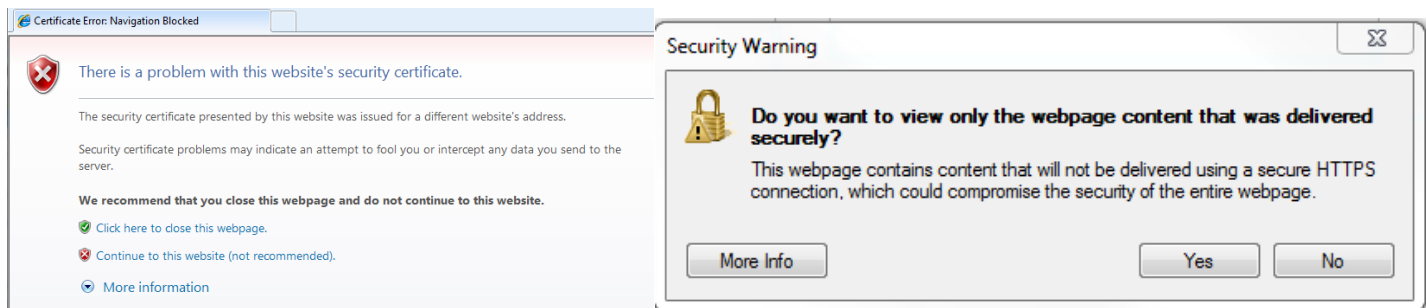 Certificate Error: Navigation Blocked
There is a problem with this website's security certificate.
The security certificate presented by this website was issued for a different website's address.
Security certificate problems may indicate an attempt to fool you or intercept any data you send to the
server.
We recommend that you close this webpage and do not continue to this website.
Click here to close this webpage.
Continue to this website (not recommended).
More information
Security Warning
Do you want to view only the webpage content that was delivered
securely?
This webpage contains content that will not be delivered using a secure HTTPS
connection, which could compromise the security of the entire webpage.
More Info
Yes
No